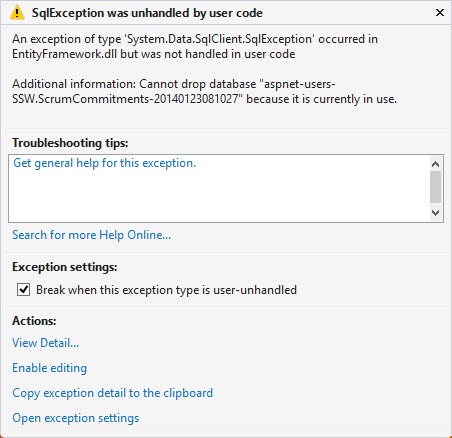 SqlException was unhandled by user code
An exception of type 'System.Data.SqlClient.SqlException' occurred in
EntityFramework.dll but was not handled in user code
Additional information: Cannot drop database "aspnet-users-
SSW.ScrumCommitments-20140123081027" because it is currently in use.
Troubleshooting tips:
Get general help for this exception.
Search for more Help Online...
Exception settings:
Break when this exception type is user-unhandled
Actions:
View Detail...
Enable editing
Copy exception detail to the clipboard
Open exception settings